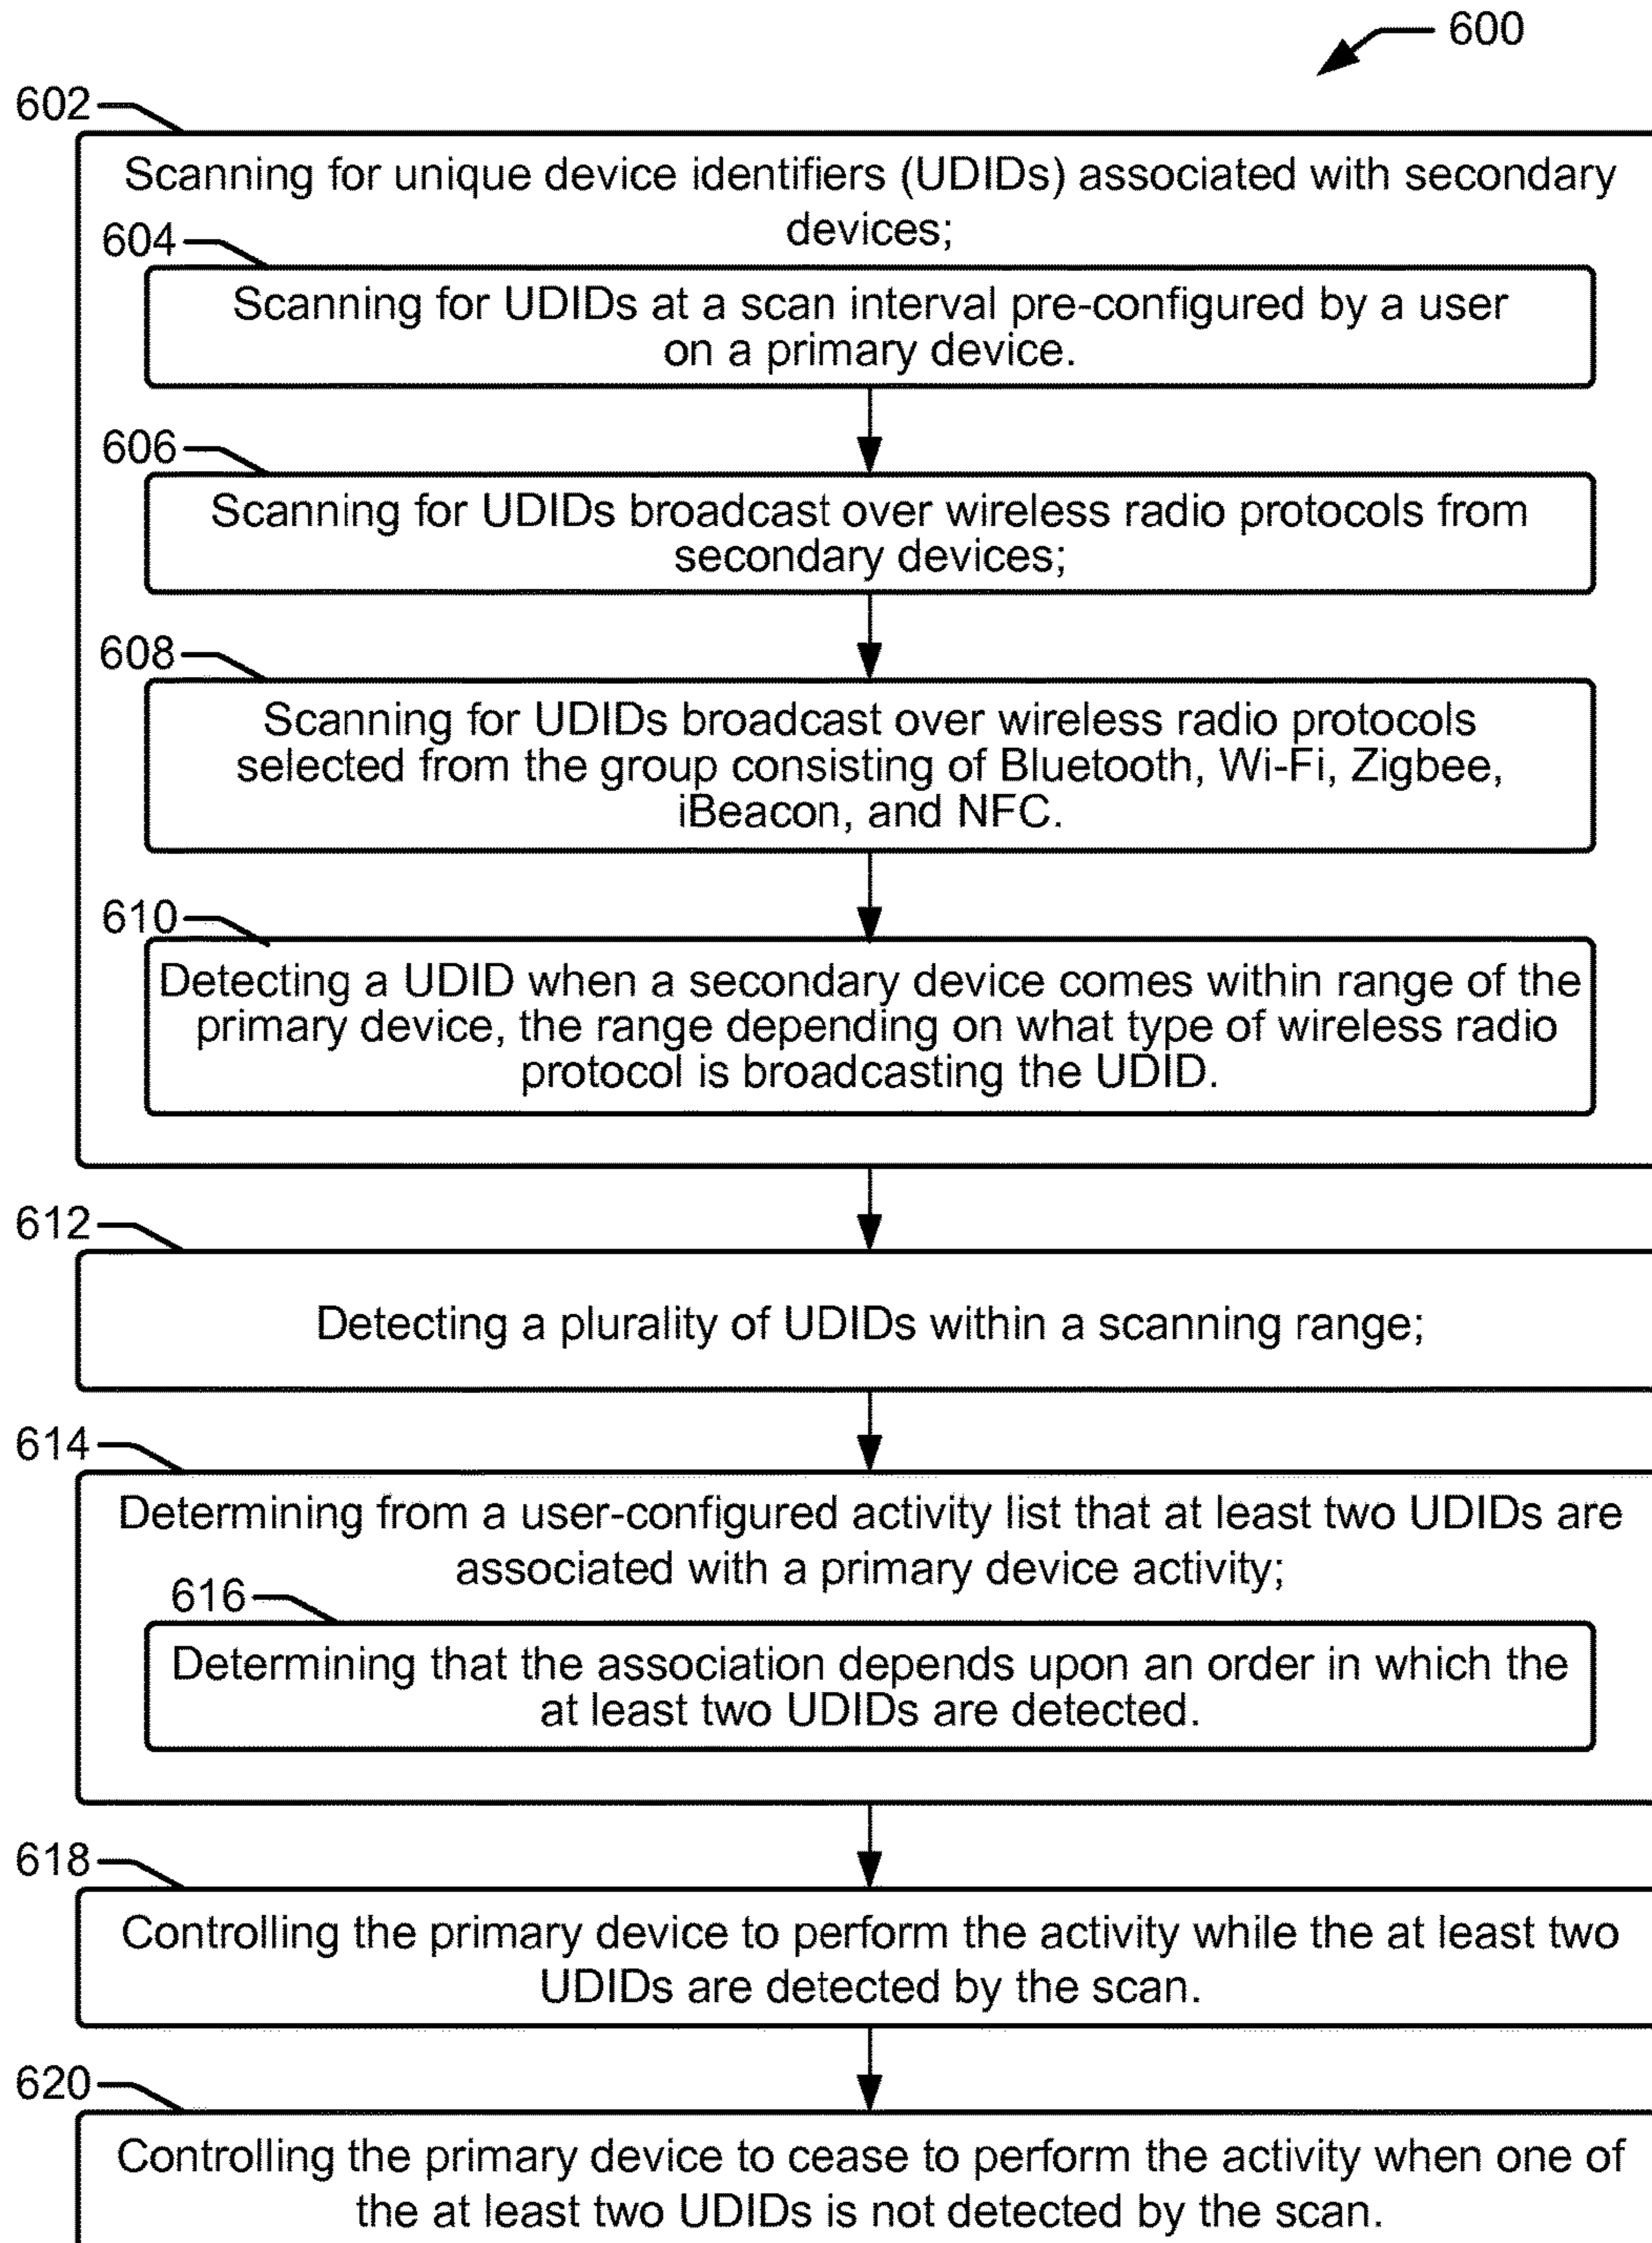 600
602
Scanning for unique device identifiers (UDIDs) associated with secondary
devices;
604
Scanning for UDIDs at a scan interval pre-configured by a user
on a primary device.
606
Scanning for UDIDs broadcast over wireless radio protocols from
secondary devices;
608
Scanning for UDIDs broadcast over wireless radio protocols
selected from the group consisting of Bluetooth, Wi-Fi, Zigbee,
iBeacon, and NFC.
610
Detecting a UDID when a secondary device comes within range of the
primary device, the range depending on what type of wireless radio
protocol is broadcasting the UDID.
612
Detecting a plurality of UDIDs within a scanning range;
614
Determining from a user-configured activity list that at least two UDIDs are
associated with a primary device activity;
616
Determining that the association depends upon an order in which the
at least two UDIDs are detected.
618
Controlling the primary device to perform the activity while the at least two
UDIDs are detected by the scan.
620
Controlling the primary device to cease to perform the activity when one of
the at least two UDIDs is not detected by the scan.